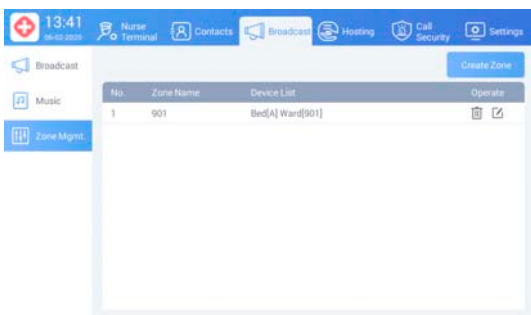 13:41
06-02-2020
Nurse Terminal
Contacts
Broadcast
Hosting
Call Security
Settings
Broadcast
Music
Zone Mgmt.
Create Zone
No. Zone Name Device List Operate
1 901 Bed[A] Ward[901]